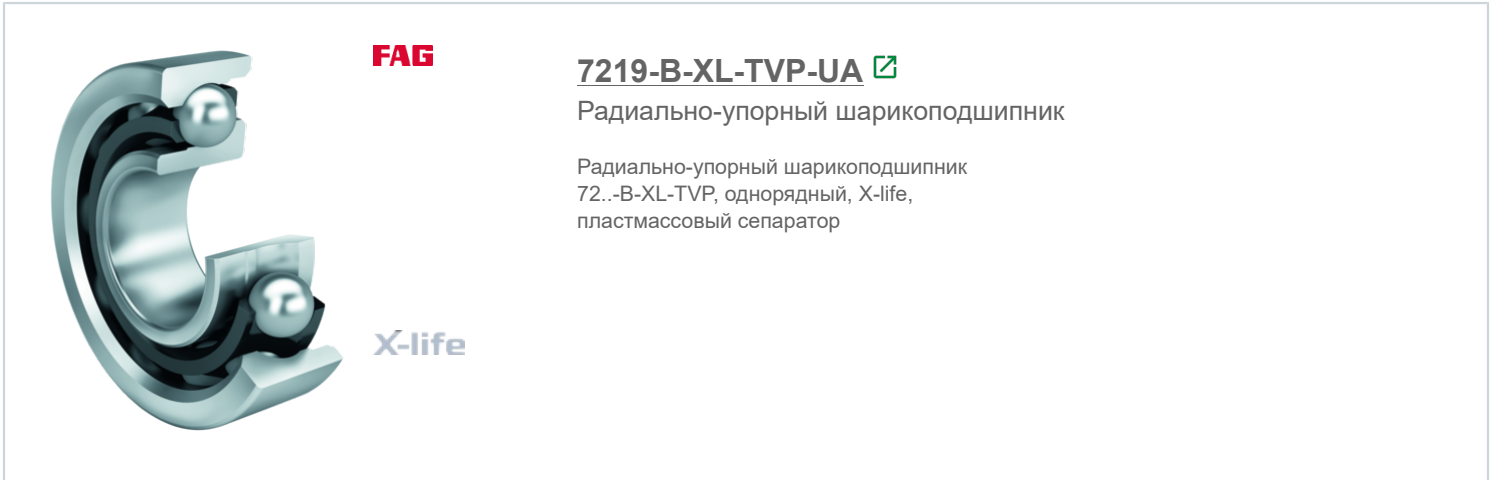 FAG
7219-B-XL-TVP-UA
Радиально-упорный шарикоподшипник
Радиально-упорный шарикоподшипник
72..-B-XL-TVP, однорядный, X-life,
пластмассовый сепаратор
X-life